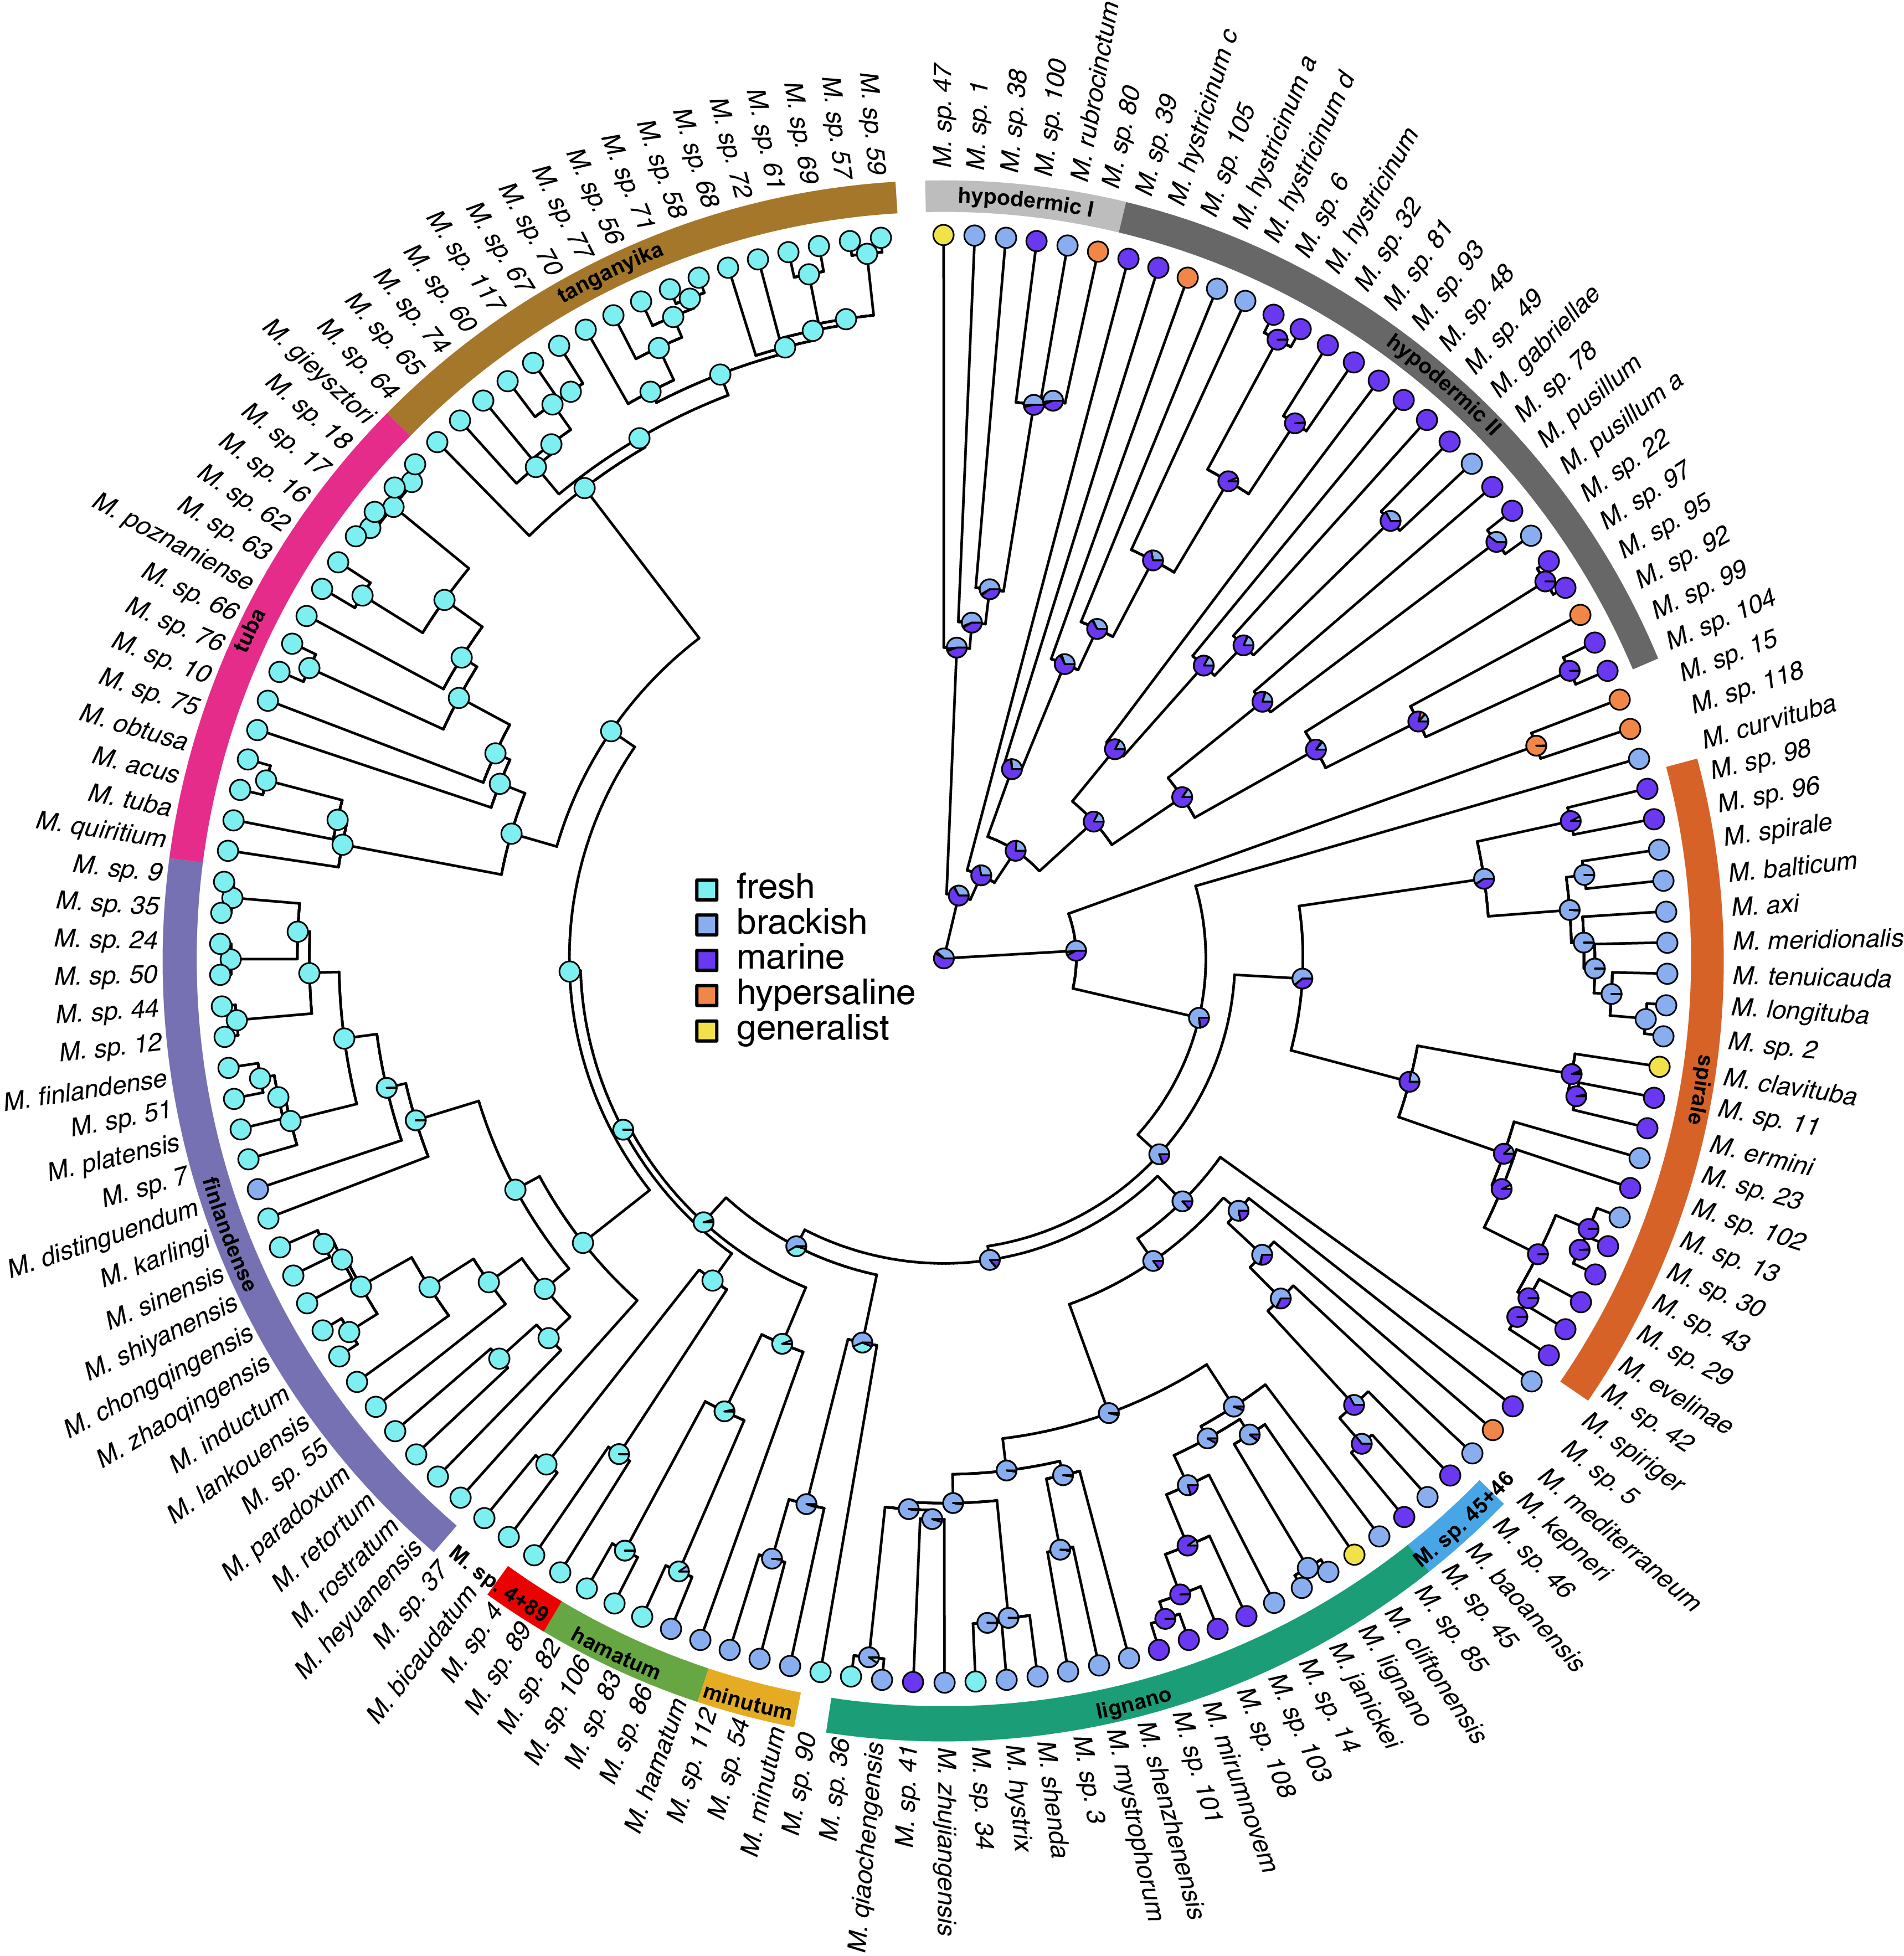 M. sp. 47
M. sp. 1
M. sp. 38
M. sp. 100
M. rubrocinctum
M. sp. 80
M. sp. 39
M. hystricinum c
M. sp. 105
M. hystricinum a
M. hystricinum d
M. sp. 6
M. hystricinum
M. sp. 32
M. sp. 81
M. sp. 93
M. sp. 48
M. sp. 49
M. gabriellae
M. sp. 78
M. pusillum
M. pusillum a
M. sp. 22
M. sp. 97
M. sp. 95
M. sp. 92
M. sp. 99
M. sp. 104
M. sp. 15
M. sp. 118
M. curvituba
M. sp. 98
M. sp. 96
M. spirale
M. balticum
M. axi
M. meridionalis
M. tenuicauda
M. longituba
M. sp. 2
M. clavituba
M. sp. 11
M. ermini
M. sp. 23
M. sp. 102
M. sp. 13
M. sp. 30
M. sp. 43
M. sp. 29
M. evelinae
M. sp. 42
M. spiriger
M. sp. 5
M. mediterraneum
M. kepneri
M. sp. 46
M. baoanensis
M. sp. 45
M. sp. 85
M. cliftonensis
M. lignano
M. janickei
M. sp. 14
M. sp. 103
M. sp. 108
M. mirumnovem
M. sp. 101
M. shenzhenensis
M. mystrophorum
M. sp. 3
M. shenda
M. hystrix
M. sp. 34
M. zhujiangensis
M. sp. 41
M. qiaochengensis
M. sp. 36
M. sp. 90
M. minutum
M. sp. 54
M. sp. 112
M. hamatum
M. sp. 86
M. sp. 83
M. sp. 106
M. sp. 82
M. sp. 89
M. sp. 4
M. bicaudatum
M. sp. 37
M. heyuanensis
M. rostratum
M. retortum
M. paradoxum
M. sp. 55
M. lankouensis
M. inductum
M. zhaoqingensis
M. chongqingensis
M. shiyanensis
M. sinensis
M. karlingi
M. distinguendum
M. sp. 7
M. platensis
M. sp. 51
M. finlandense
M. sp. 12
M. sp. 44
M. sp. 50
M. sp. 24
M. sp. 35
M. sp. 9
M. quiritium
M. tuba
M. acus
M. obtusa
M. sp. 75
M. sp. 10
M. sp. 76
M. sp. 66
M. poznaniense
M. sp. 63
M. sp. 62
M. sp. 16
M. sp. 17
M. sp. 18
M. gieysztori
M. sp. 64
M. sp. 65
M. sp. 74
M. sp. 60
M. sp. 117
M. sp. 67
M. sp. 70
M. sp. 77
M. sp. 56
M. sp. 71
M. sp. 58
M. sp. 68
M. sp. 72
M. sp. 61
M. sp. 69
M. sp. 57
M. sp. 59
hypodermic I
hypodermic II
spirale
M. sp. 45+46
lignano
minutum
hamatum
M. sp. 4+89
finlandense
tuba
tanganyika
fresh
brackish
marine
hypersaline
generalist